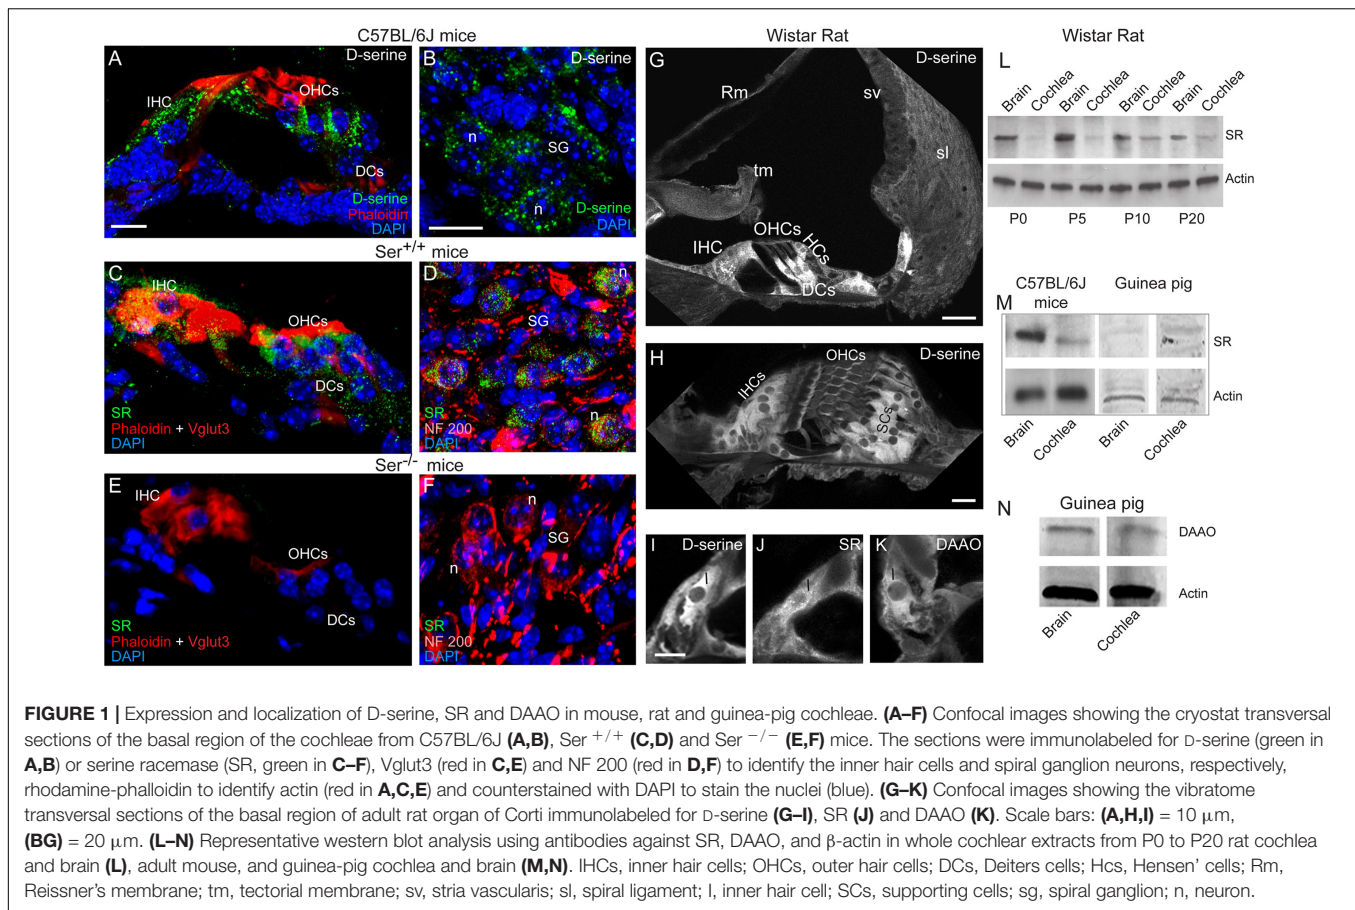 C57BL/6J mice
Wistar Rat
Wistar Rat
A
D-serine
IHC
OHCs
DCs
D-serine
Phaloidin
DAPI
B
D-serine
n
SG
n
D-serine
DAPI
Ser+/+ mice
C
IHC
OHCs
DCs
SR
Phaloidin + Vglut3
DAPI
D
n
SG
n
SR
NF 200
DAPI
Ser-/- mice
E
IHC
OHCs
DCs
SR
Phaloidin + Vglut3
DAPI
F
n
SG
n
SR
NF 200
DAPI
G
D-serine
Rm
sv
sl
tm
OHCs
IHC
HCs
DCs
H
D-serine
OHCs
IHCs
SCs
I
D-serine
I
J
SR
I
K
DAAO
I
L
Brain Cochlea Brain Cochlea Brain Cochlea Brain Cochlea
SR
Actin
P0 P5 P10 P20
M
C57BL/6J
mice
Guinea pig
SR
Actin
Brain Cochlea Brain Cochlea
N
Guinea pig
DAAO
Actin
Brain Cochlea
FIGURE 1 | Expression and localization of D-serine, SR and DAAO in mouse, rat and guinea-pig cochleae. (A–F) Confocal images showing the cryostat transversal
sections of the basal region of the cochleae from C57BL/6J (A,B), Ser +/+ (C,D) and Ser −/− (E,F) mice. The sections were immunolabeled for D-serine (green in
A,B) or serine racemase (SR, green in C–F), Vglut3 (red in C,E) and NF 200 (red in D,F) to identify the inner hair cells and spiral ganglion neurons, respectively,
rhodamine-phalloidin to identify actin (red in A,C,E) and counterstained with DAPI to stain the nuclei (blue). (G–K) Confocal images showing the vibratome
transversal sections of the basal region of adult rat organ of Corti immunolabeled for D-serine (G–I), SR (J) and DAAO (K). Scale bars: (A,H,I) = 10 μm,
(BG) = 20 μm. (L–N) Representative western blot analysis using antibodies against SR, DAAO, and β-actin in whole cochlear extracts from P0 to P20 rat cochlea
and brain (L), adult mouse, and guinea-pig cochlea and brain (M,N). IHCs, inner hair cells; OHCs, outer hair cells; DCs, Deiters cells; Hcs, Hensen' cells; Rm,
Reissner's membrane; tm, tectorial membrane; sv, stria vascularis; sl, spiral ligament; I, inner hair cell; SCs, supporting cells; sg, spiral ganglion; n, neuron.